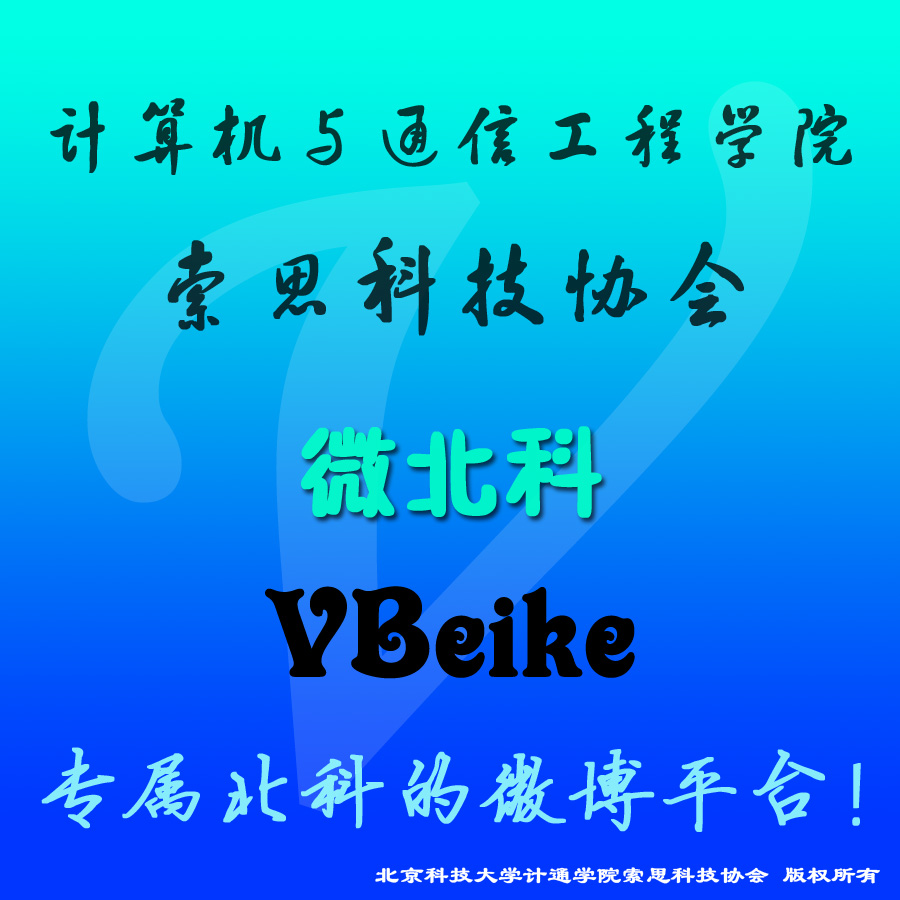 计算机与通信工程学院
索思科技协会
微北科
VBeike
专属北科的微博平台!
北京科技大学计通学院索思科技协会 版权所有